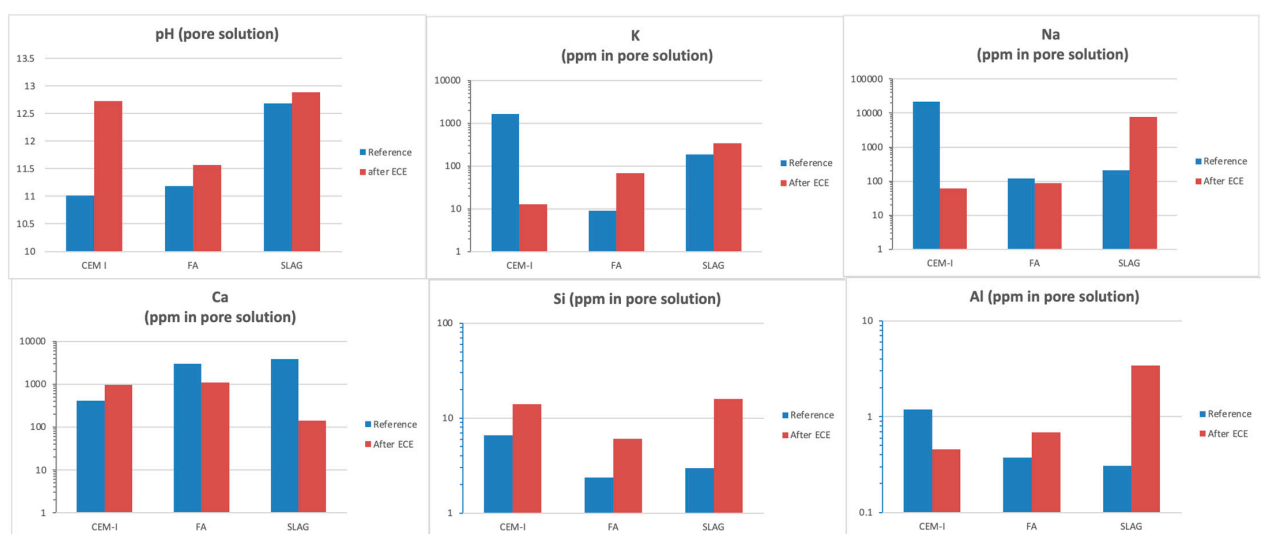 pH (pore solution)
13.5
13
12.5
12
11.5
11
10.5
10
CEM I
FA
SLAG
Reference
after ECE
K
(ppm in pore solution)
10000
1000
100
10
1
CEM-I
FA
SLAG
Reference
After ECE
Na
(ppm in pore solution)
100000
10000
1000
100
10
1
CEM-I
FA
SLAG
Reference
After ECE
Ca
(ppm in pore solution)
10000
1000
100
10
1
CEM-I
FA
SLAG
Reference
After ECE
Si (ppm in pore solution)
100
10
1
CEM-I
FA
SLAG
Reference
After ECE
Al (ppm in pore solution)
10
1
0.1
CEM-I
FA
SLAG
Reference
After ECE